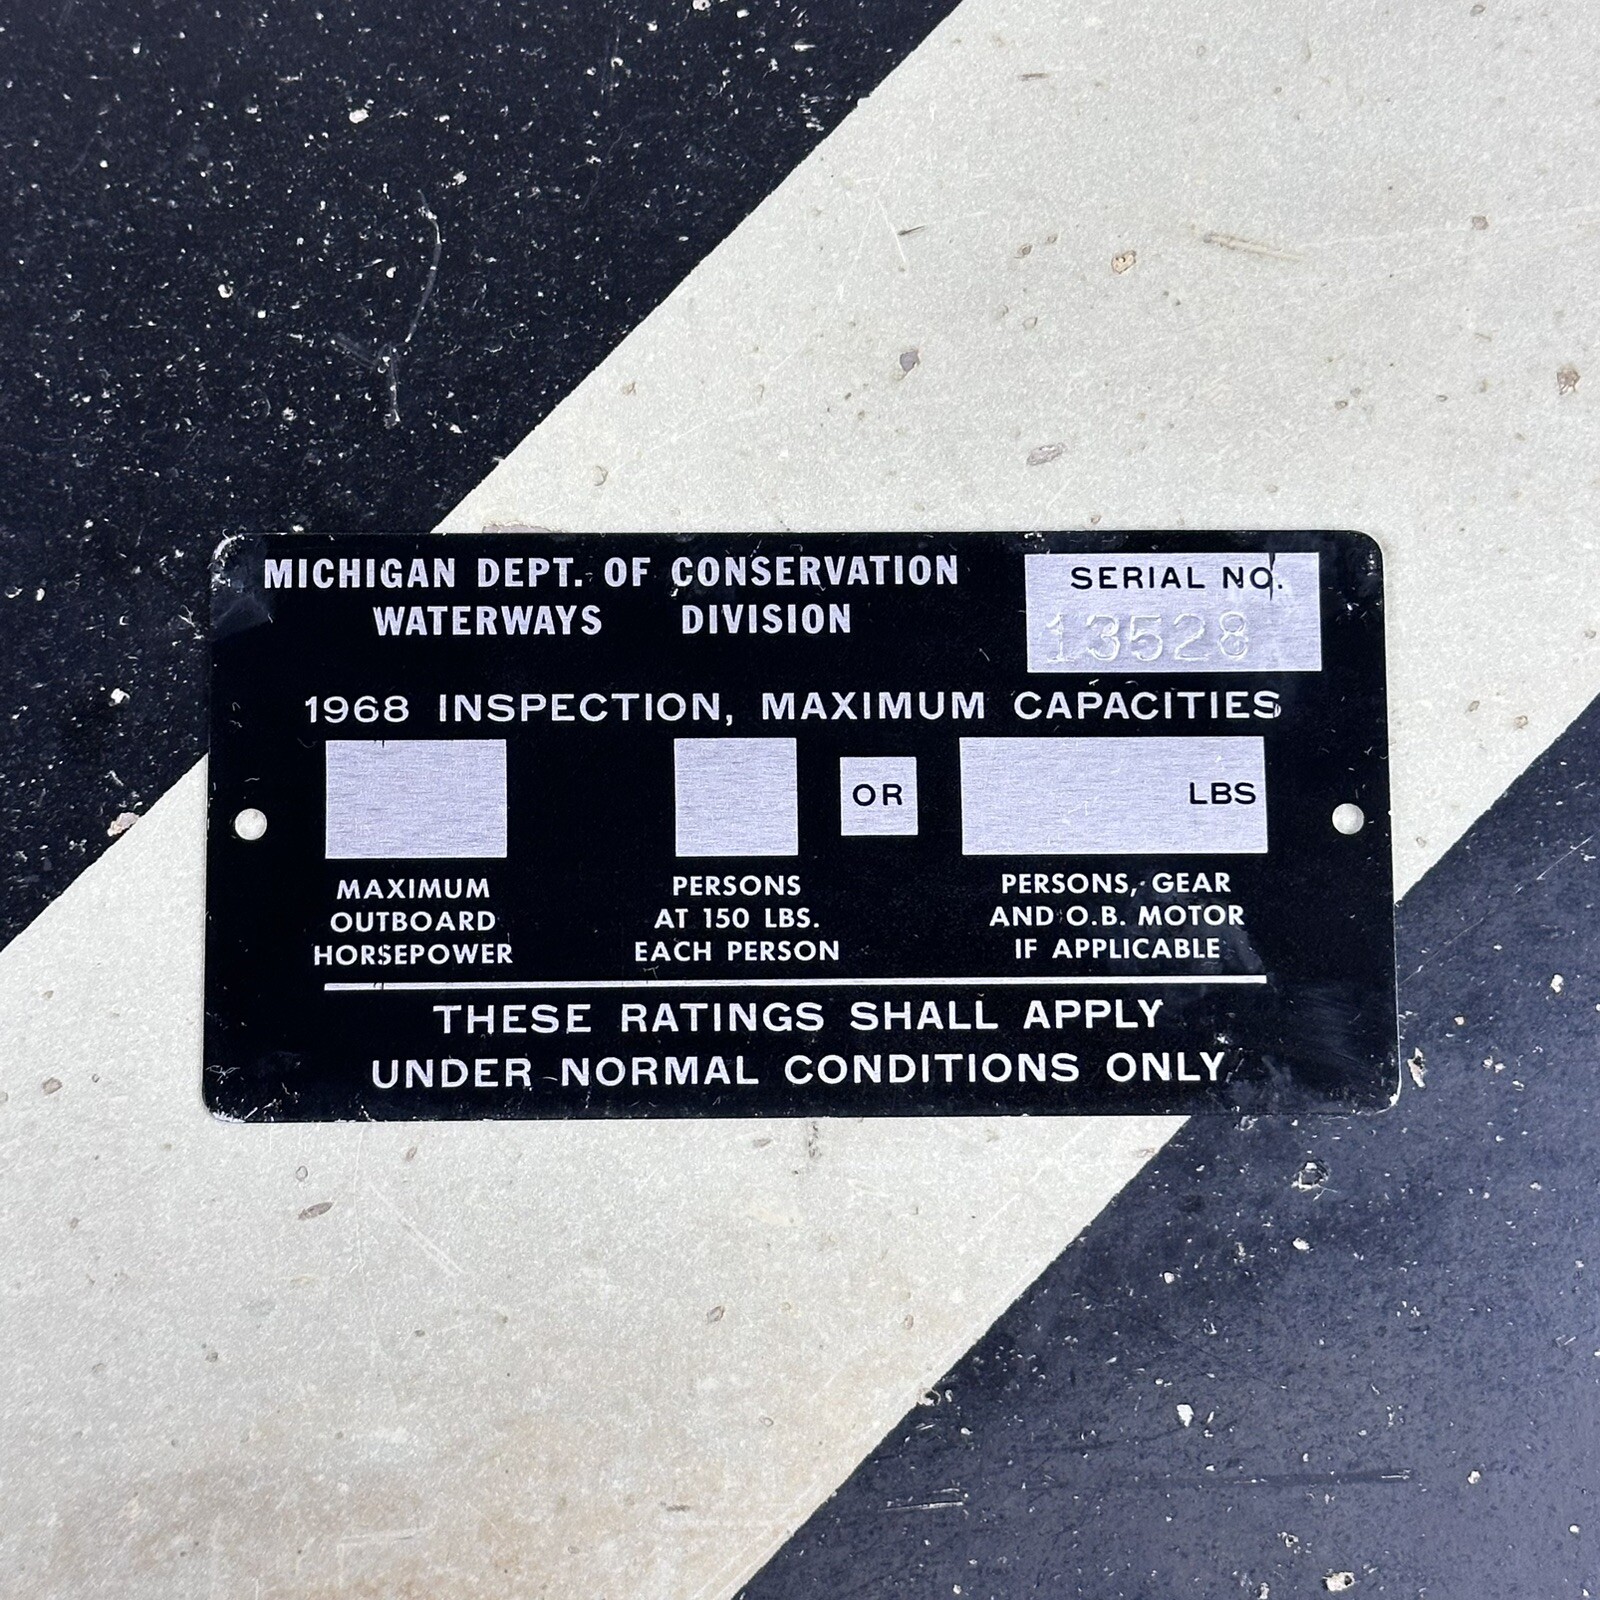 MICHIGAN DEPT. OF CONSERVATION
WATERWAYS DIVISION
SERIAL NO.
13528
1968 INSPECTION, MAXIMUM CAPACITIES
OR
LBS
MAXIMUM
OUTBOARD
HORSEPOWER
PERSONS
AT 150 LBS.
EACH PERSON
PERSONS, GEAR
AND O.B. MOTOR
IF APPLICABLE
THESE RATINGS SHALL APPLY
UNDER NORMAL CONDITIONS ONLY